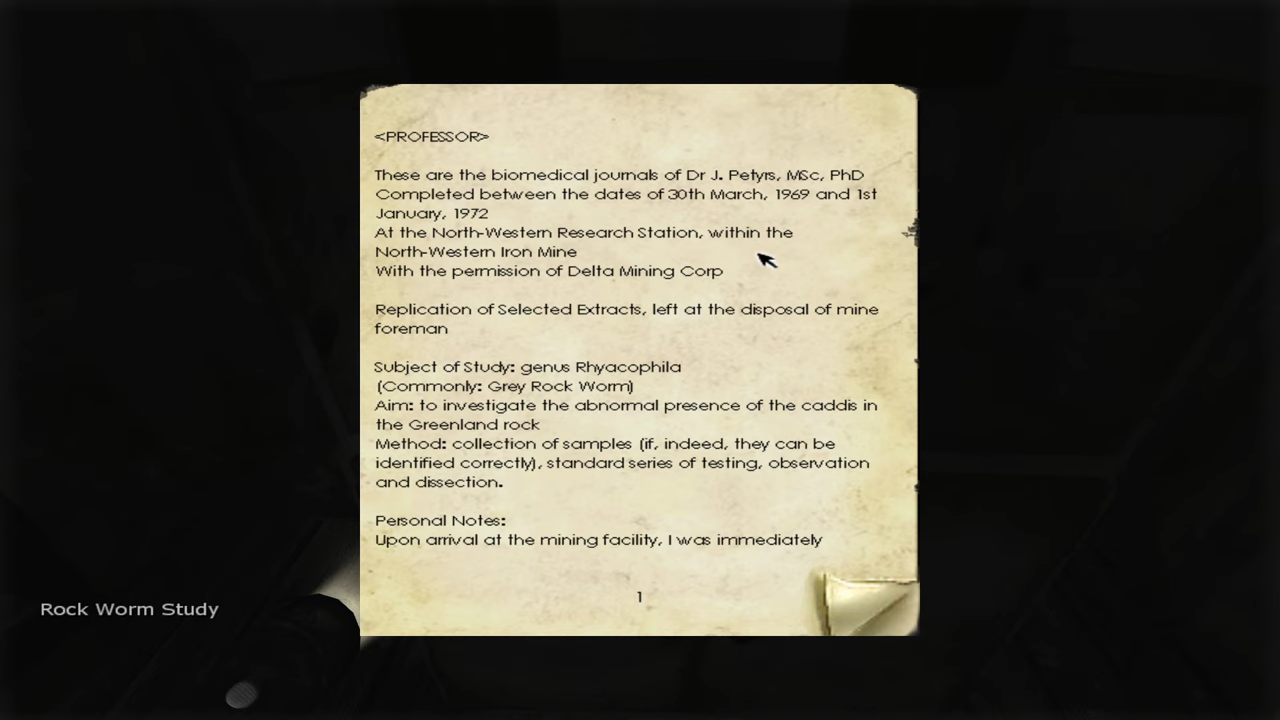 <PROFESSOR>
These are the biomedical journals of Dr J. Petyrs, MSc, PhD
Completed between the dates of 30th March, 1969 and 1st
January, 1972
At the North-Western Research Station, within the
North-Western Iron Mine
With the permission of Delta Mining Corp
Replication of Selected Extracts, left at the disposal of mine
foreman
Subject of Study: genus Rhyacophila
(Commonly: Grey Rock Worm)
Aim: to investigate the abnormal presence of the caddis in
the Greenland rock
Method: collection of samples (if, indeed, they can be
identified correctly), standard series of testing, observation
and dissection.
Personal Notes:
Upon arrival at the mining facility, I was immediately
1
Rock Worm Study